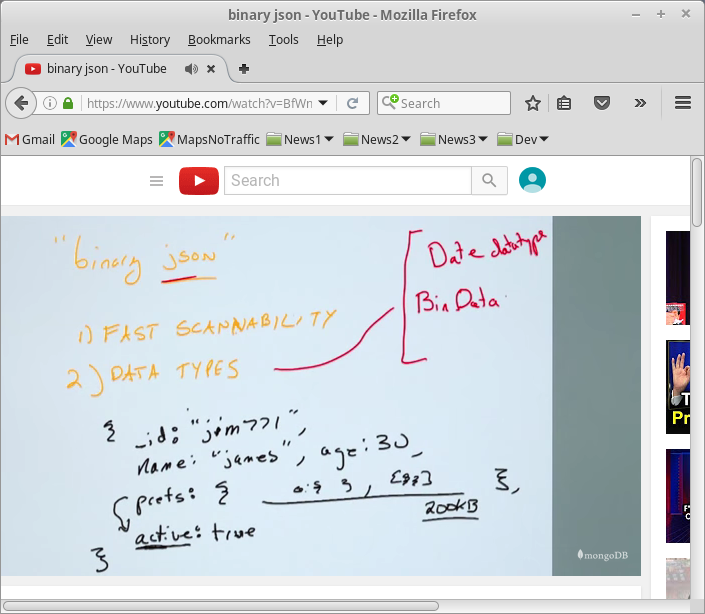 binary json - YouTube - Mozilla Firefox
File Edit View History Bookmarks Tools Help
binary json - YouTube
https://www.youtube.com/watch?v=BfWn Search
Gmail Google Maps MapsNoTraffic News1 News2 News3 Dev
Search
"binary json"
Date datatype
Bin Data
1) FAST SCANNABILITY
2) DATA TYPES
{ _id: "jim771",
name: "james", age: 30,
prefs: { }, [{}] },
200KB
active: true
}
mongoDB